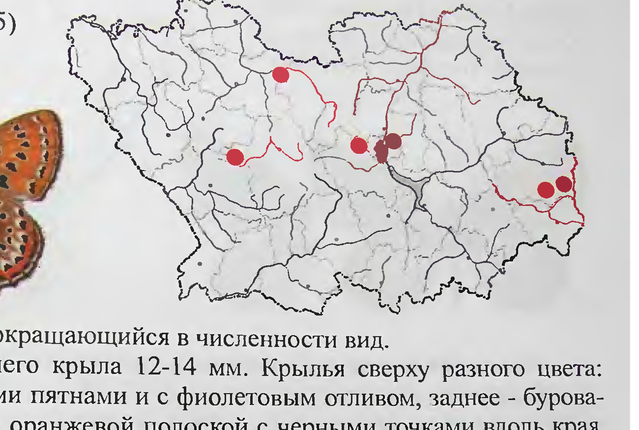 5)
окращающийся в численности вид.
него крыла 12-14 мм. Крылья сверху разного цвета:
ми пятнами и с фиолетовым отливом, заднее - бурова-
оранжевой полоской с черными точками вдоль края